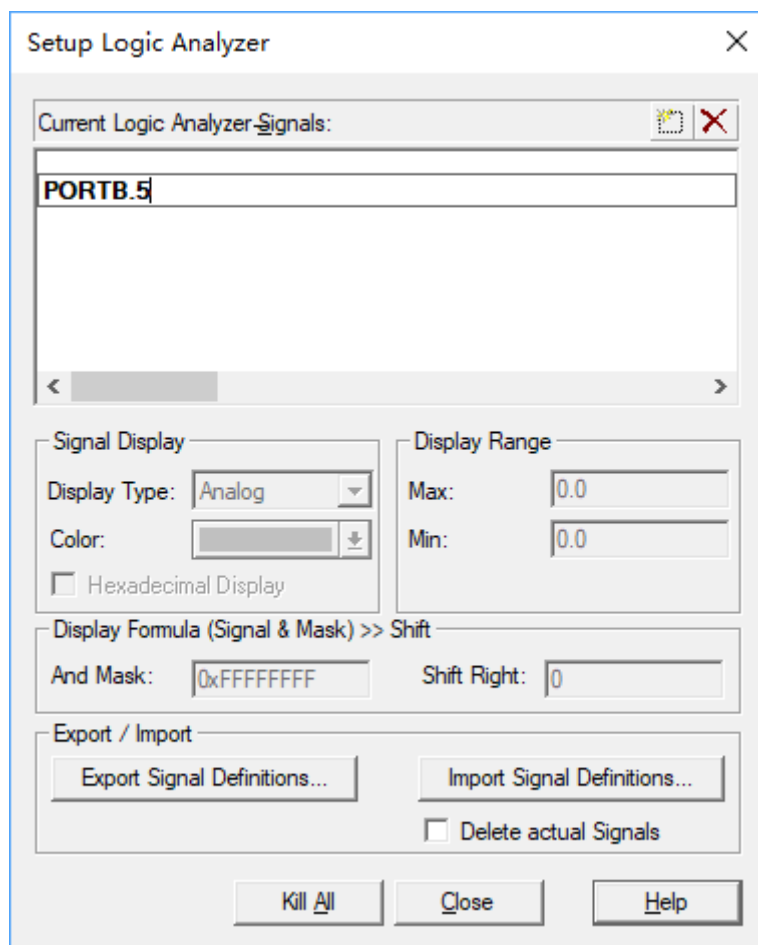 Setup Logic Analyzer
Current Logic Analyzer Signals:
PORTB.5
Signal Display
Display Range
Display Type: Analog
Max: 0.0
Color:
Min: 0.0
Hexadecimal Display
Display Formula (Signal & Mask) >> Shift
And Mask: 0xFFFFFFFF
Shift Right: 0
Export / Import
Export Signal Definitions...
Import Signal Definitions...
Delete actual Signals
Kill All
Close
Help